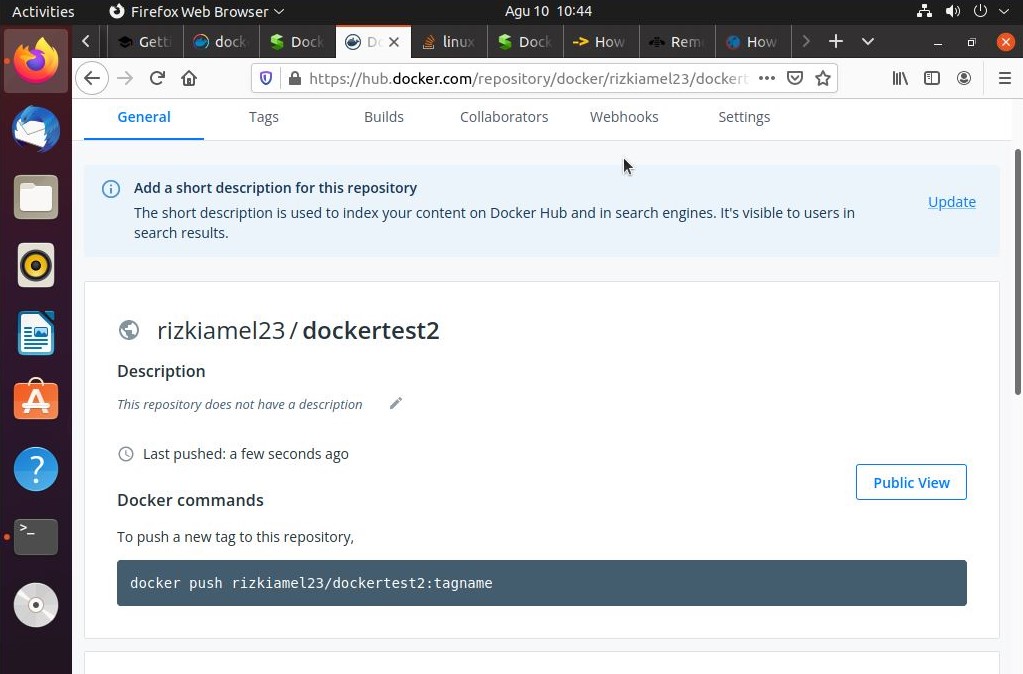 Activities Firefox Web Browser Agu 10 10:44
Getti dock Dock Do linux Dock How Rem How
https://hub.docker.com/repository/docker/rizkiamel23/dockert
General Tags Builds Collaborators Webhooks Settings
Add a short description for this repository
The short description is used to index your content on Docker Hub and in search engines. It's visible to users in
search results.
Update
rizkiamel23 / dockertest2
Description
This repository does not have a description
Last pushed: a few seconds ago
Public View
Docker commands
To push a new tag to this repository,
docker push rizkiamel23/dockertest2:tagname